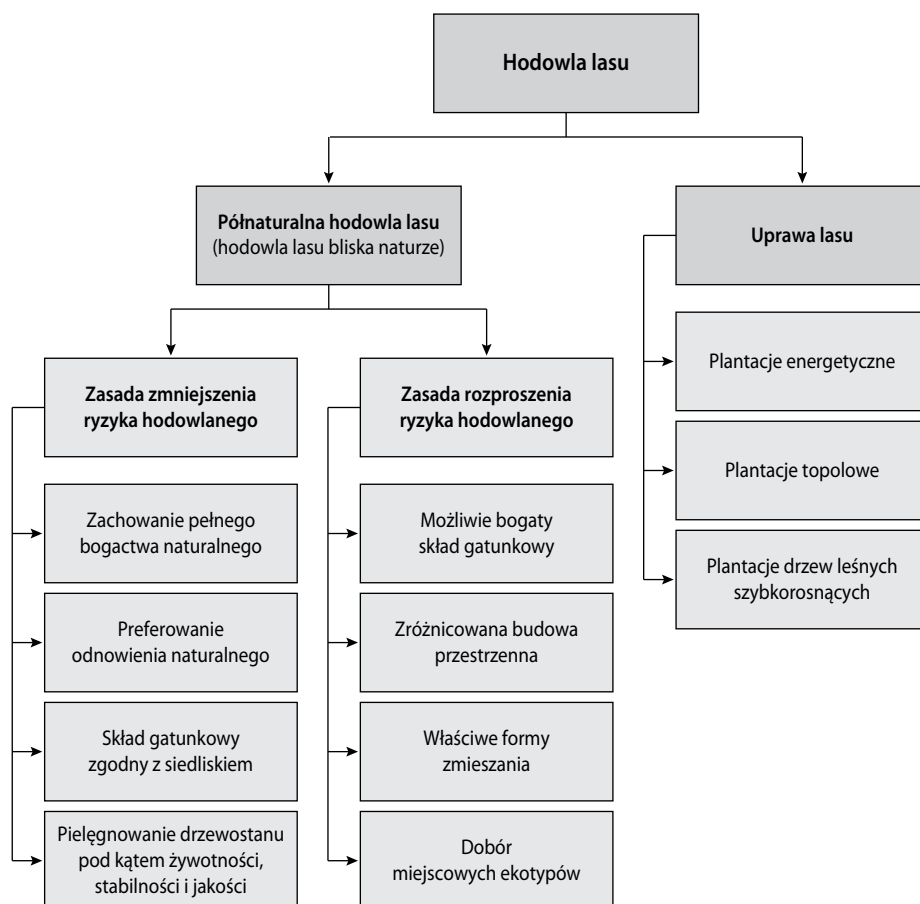 Hodowla lasu
Półnaturalna hodowla lasu
(hodowla lasu bliska naturze)
Uprawa lasu
Zasada zmniejszenia
ryzyka hodowlanego
Zachowanie pełnego
bogactwa naturalnego
Preferowanie
odnowienia naturalnego
Skład gatunkowy
zgodny z siedliskiem
Pielęgnowanie drzewostanu
pod kątem żywotności,
stabilności i jakości
Zasada rozproszenia
ryzyka hodowlanego
Możliwie bogaty
skład gatunkowy
Zróżnicowana budowa
przestrzenna
Właściwe formy
zmieszania
Dobór
miejscowych ekotypów
Plantacje energetyczne
Plantacje topolowe
Plantacje drzew leśnych
szybkorosnących